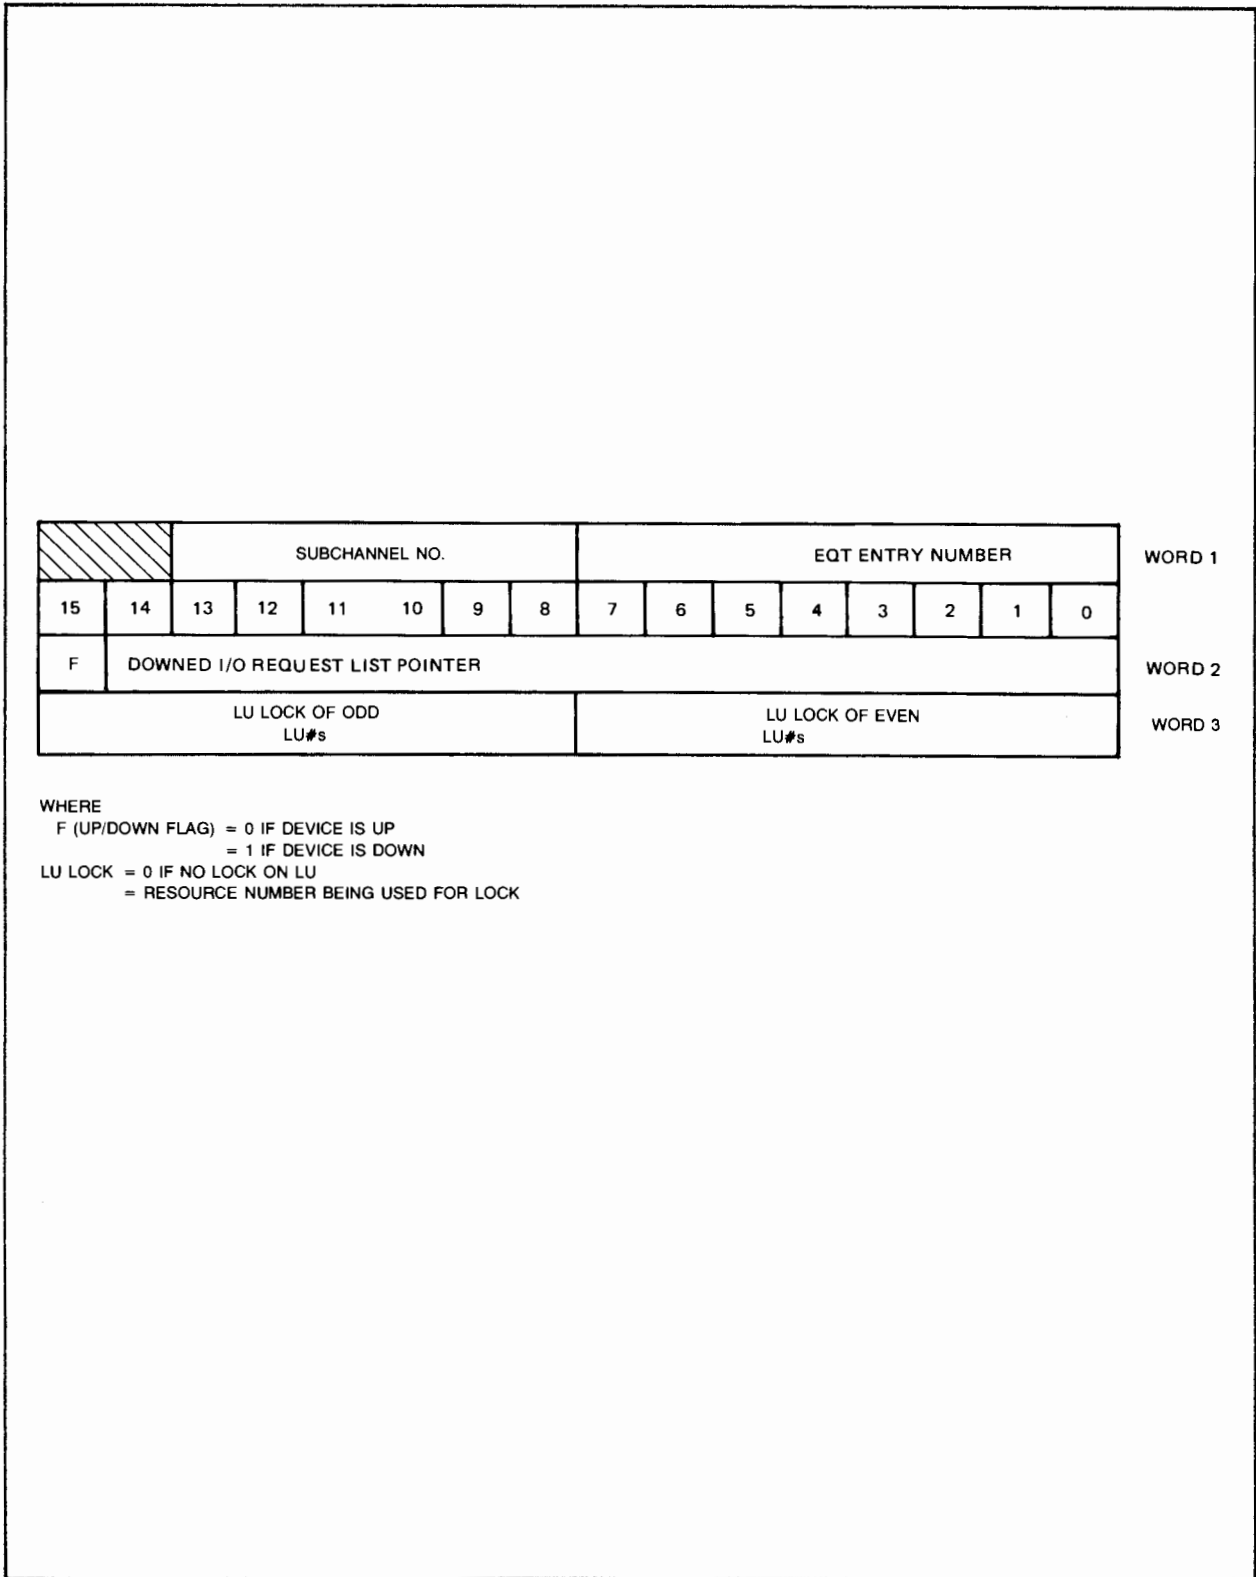 SUBCHANNEL NO. EQT ENTRY NUMBER WORD 1
15 14 13 12 11 10 9 8 7 6 5 4 3 2 1 0
F DOWNED I/O REQUEST LIST POINTER WORD 2
LU LOCK OF ODD LU LOCK OF EVEN WORD 3
LU#s LU#s
WHERE
F (UP/DOWN FLAG) = 0 IF DEVICE IS UP
= 1 IF DEVICE IS DOWN
LU LOCK = 0 IF NO LOCK ON LU
= RESOURCE NUMBER BEING USED FOR LOCK